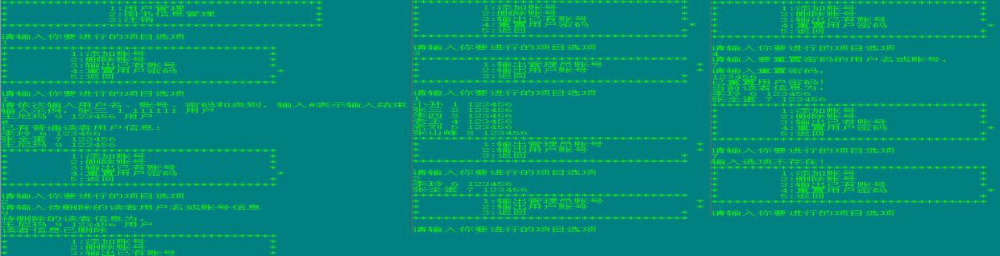 1:用户管理
2:图书信息管理
3:注销
请输入你要进行的项目选项
1
1:添加账号
2:删除账号
3:输出已有账号
4:重置用户密码
5:返回
请输入你要进行的项目选项
1
请依次输入用户名、账号、密码和类别，输入#表示输入结束
输入示例，张三 1 111111 用户
王尼玛 9 123456 用户
#
已有普通读者用户信息:
李玲 6 123456
张全蛋 7 123456
王尼玛 9 123456
1:添加账号
2:删除账号
3:输出已有账号
4:重置用户密码
5:返回
请输入你要进行的项目选项
2
请输入待删除的读者用户名或账号信息
9
待删除的读者信息为,
王尼玛 9 123456 用户
读者信息已删除
1:添加账号
2:删除账号
3:输出已有账号
1:添加账号
2:删除账号
3:输出已有账号
4:重置用户密码
5:返回
请输入你要进行的项目选项
3
1:输出管理员账号
2:输出用户账号
3:返回
请输入你要进行的项目选项
1
小孙 1 123456
张三 2 123456
李四 3 123456
老王 4 123456
老刘 5 123456
张山峰 8 123456
1:输出管理员账号
2:输出用户账号
3:返回
请输入你要进行的项目选项
2
李玲 6 123456
张全蛋 7 123456
1:输出管理员账号
2:输出用户账号
3:返回
请输入你要进行的项目选项
1:添加账号
2:删除账号
3:输出已有账号
4:重置用户密码
5:返回
请输入你要进行的项目选项
4
请输入要重置密码的用户名或账号,
7
请输入重置密码,
123456
已重置用户密码!
当前读者信息为,
李玲 6 123456
张全蛋 7 123456
1:添加账号
2:删除账号
3:输出已有账号
4:重置用户密码
5:返回
请输入你要进行的项目选项
7
输入选项不存在!
1:添加账号
2:删除账号
3:输出已有账号
4:重置用户密码
5:返回
请输入你要进行的项目选项